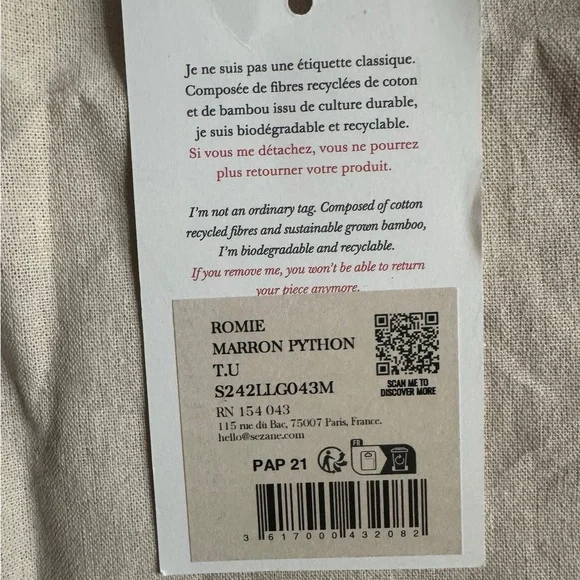 Je ne suis pas une étiquette classique.
Composée de fibres recyclées de coton
et de bambou issu de culture durable,
je suis biodégradable et recyclable.
Si vous me détachez, vous ne pourrez
plus retourner votre produit.
I'm not an ordinary tag. Composed of cotton
recycled fibres and sustainable grown bamboo,
I'm biodegradable and recyclable.
If you remove me, you won't be able to return
your piece anymore.
ROMIE
MARRON PYTHON
T.U
S242LLG043M
SCAN ME TO
DISCOVER MORE
RN 154 043
115 rue du Bac, 75007 Paris, France.
hello@sezane.com
PAP 21
FR
3 617000 432082